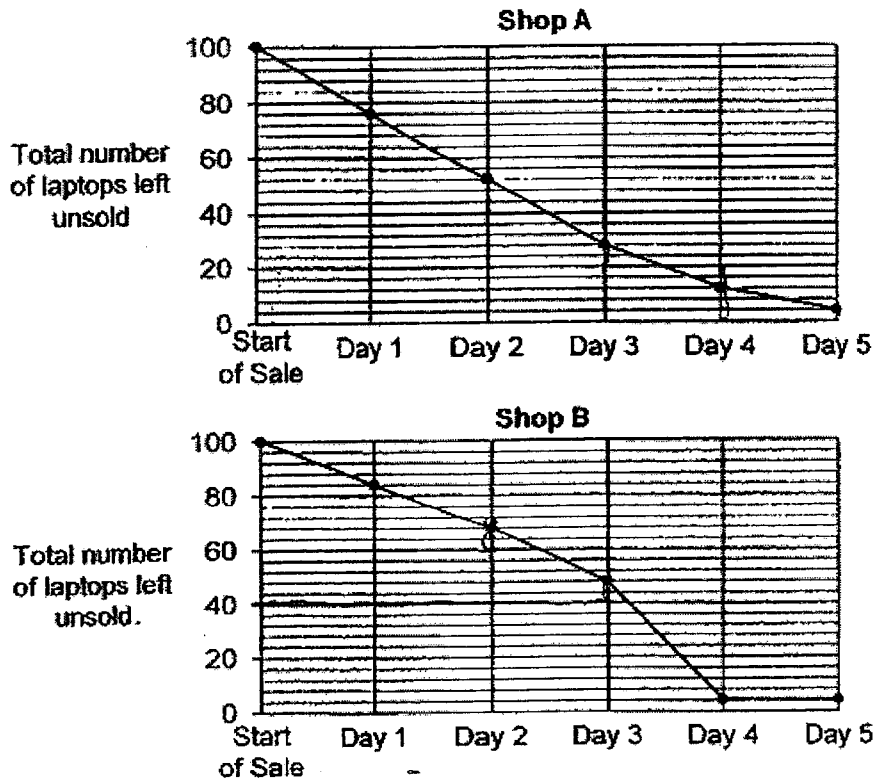 Shop A
100
80
60
40
20
0
Total number
of laptops left
unsold
Start
of Sale
Day 1
Day 2
Day 3
Day 4
Day 5
Shop B
100
80
60
40
20
0
Total number
of laptops left
unsold.
Start
of Sale
Day 1
Day 2
Day 3
Day 4
Day 5